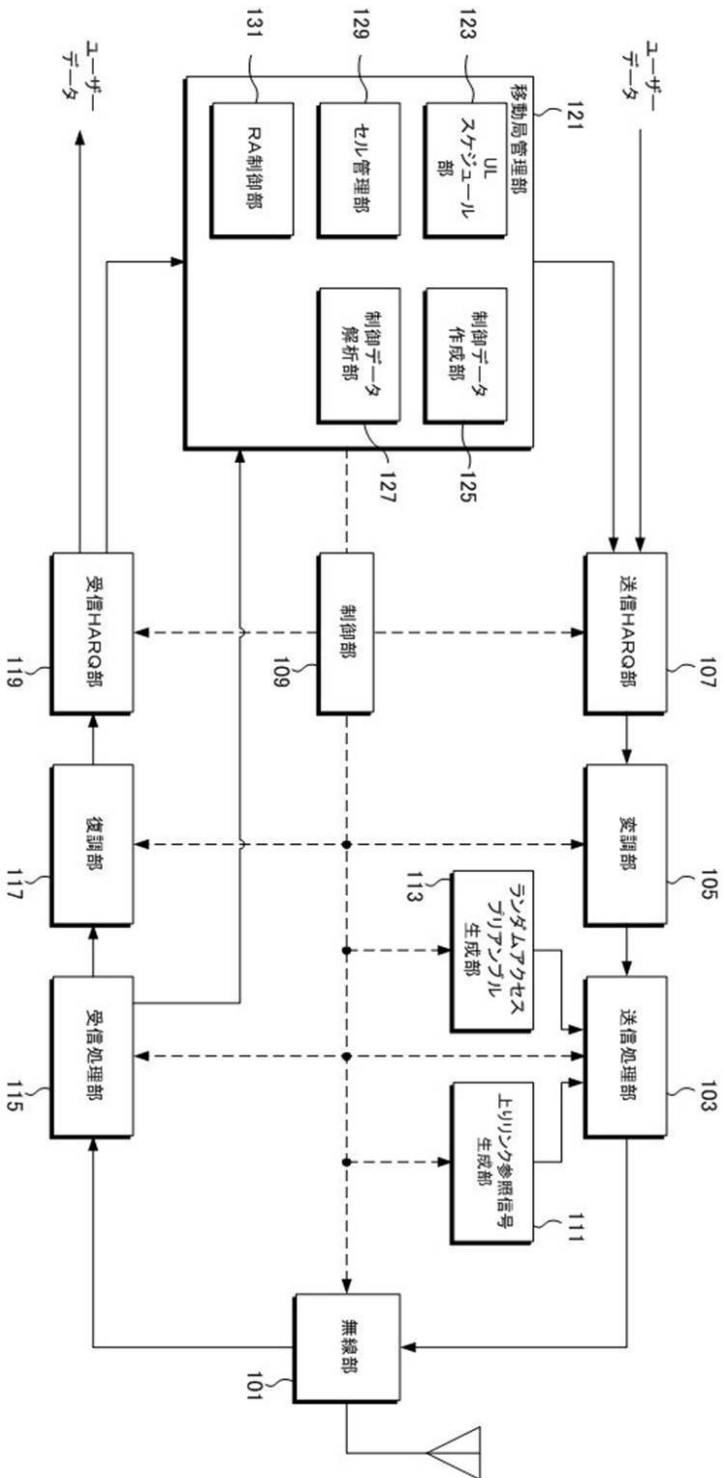 ユーザー
データ
107
送信HARQ部
105
変調部
103
送信処理部
ランダムアクセス
プリアンブル
生成部
113
上りリンク参照信号
生成部
111
121
移動局管理部
UL
スケジュール
部
123
制御データ
作成部
125
セル管理部
129
制御データ
解析部
127
RA制御部
131
制御部
109
無線部
101
ユーザー
データ
受信HARQ部
119
復調部
117
受信処理部
115